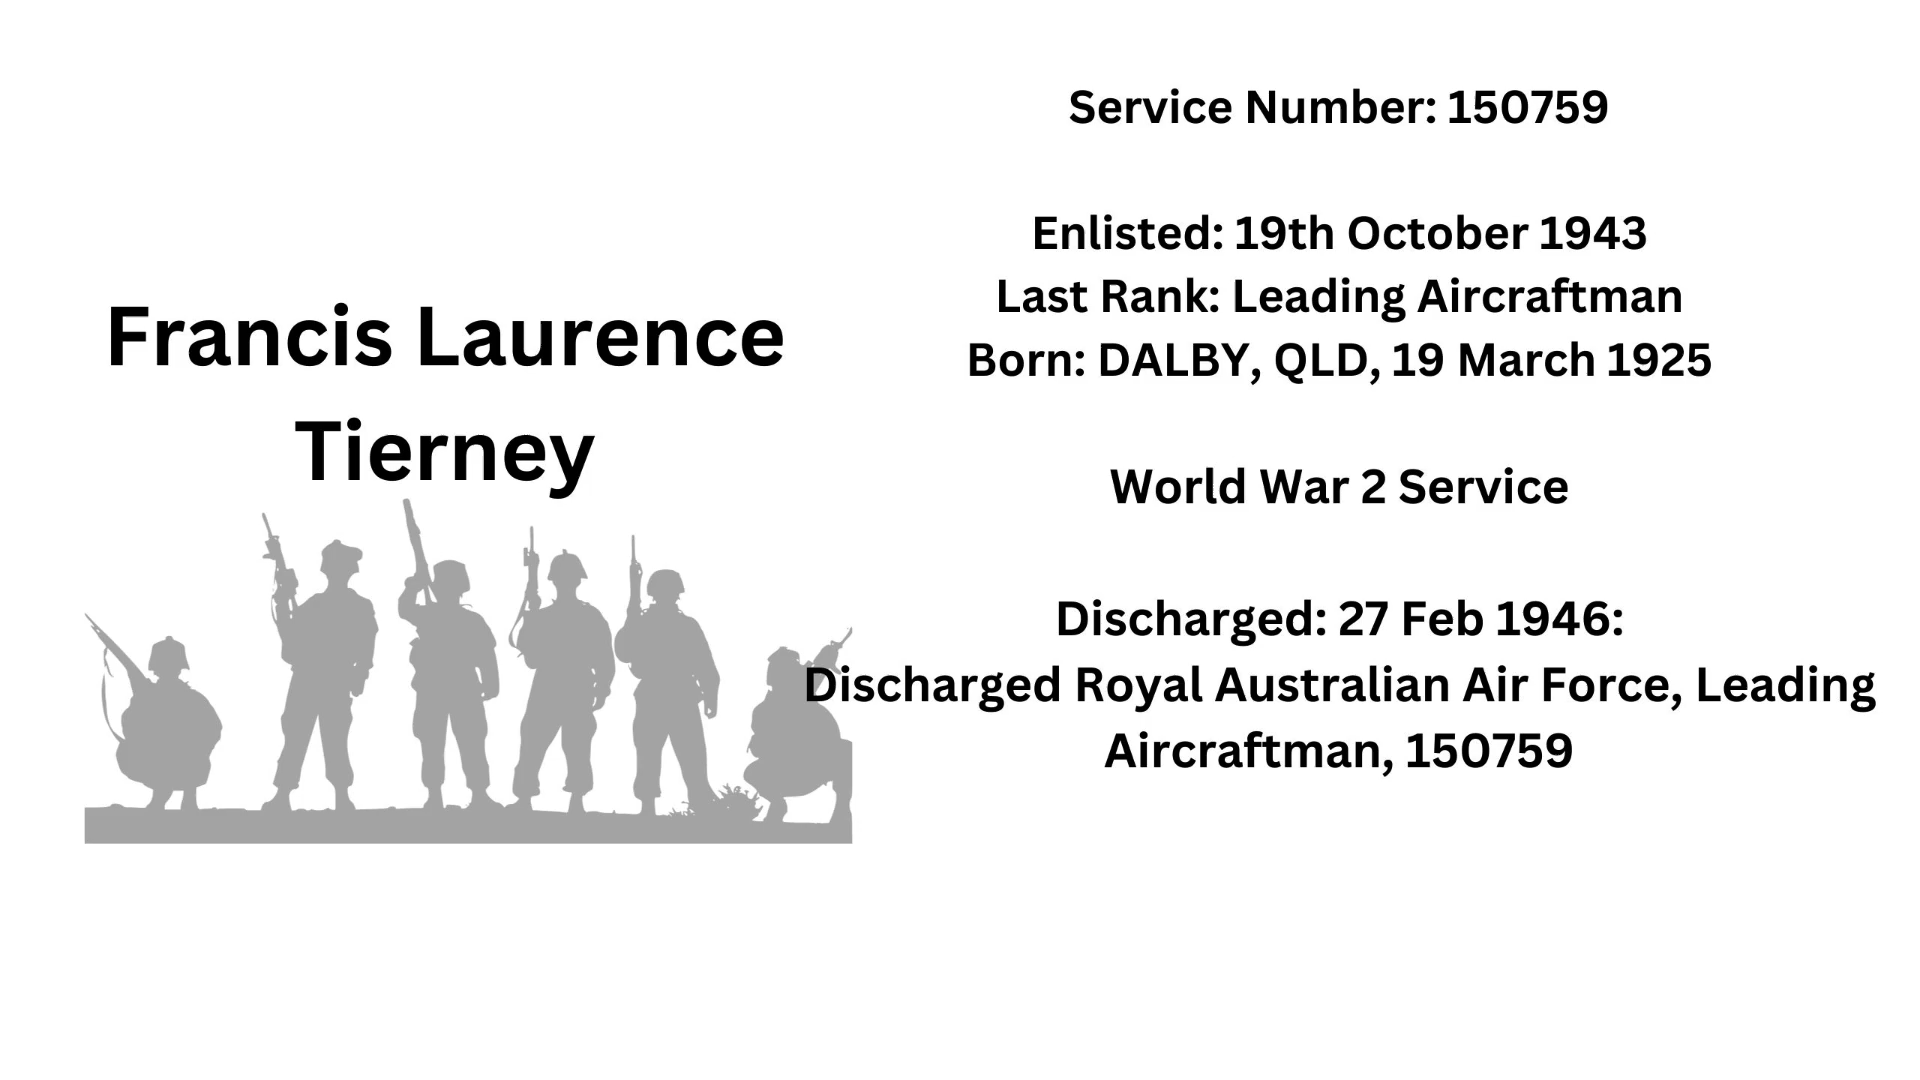 Francis Laurence
Tierney
Service Number: 150759
Enlisted: 19th October 1943
Last Rank: Leading Aircraftman
Born: DALBY, QLD, 19 March 1925
World War 2 Service
Discharged: 27 Feb 1946:
Discharged Royal Australian Air Force, Leading
Aircraftman, 150759